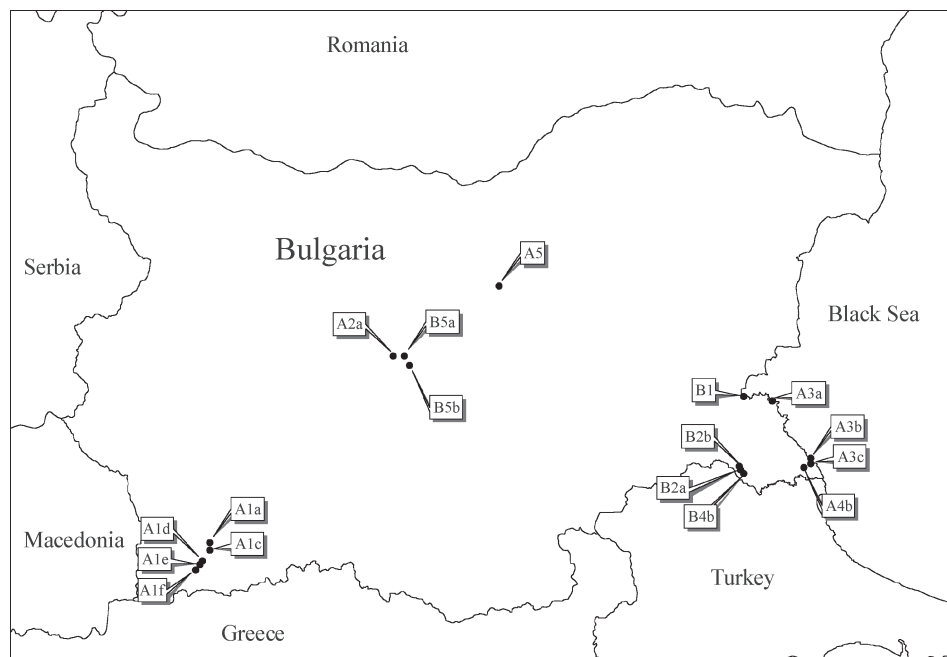 Romania
Bulgaria
A5
Serbia
Black Sea
A2a
B5a
B5b
B1
A3a
B2b
A3b
A3c
B2a
B4b
A4b
A1a
A1d
A1c
Macedonia
A1e
A1f
Turkey
Greece